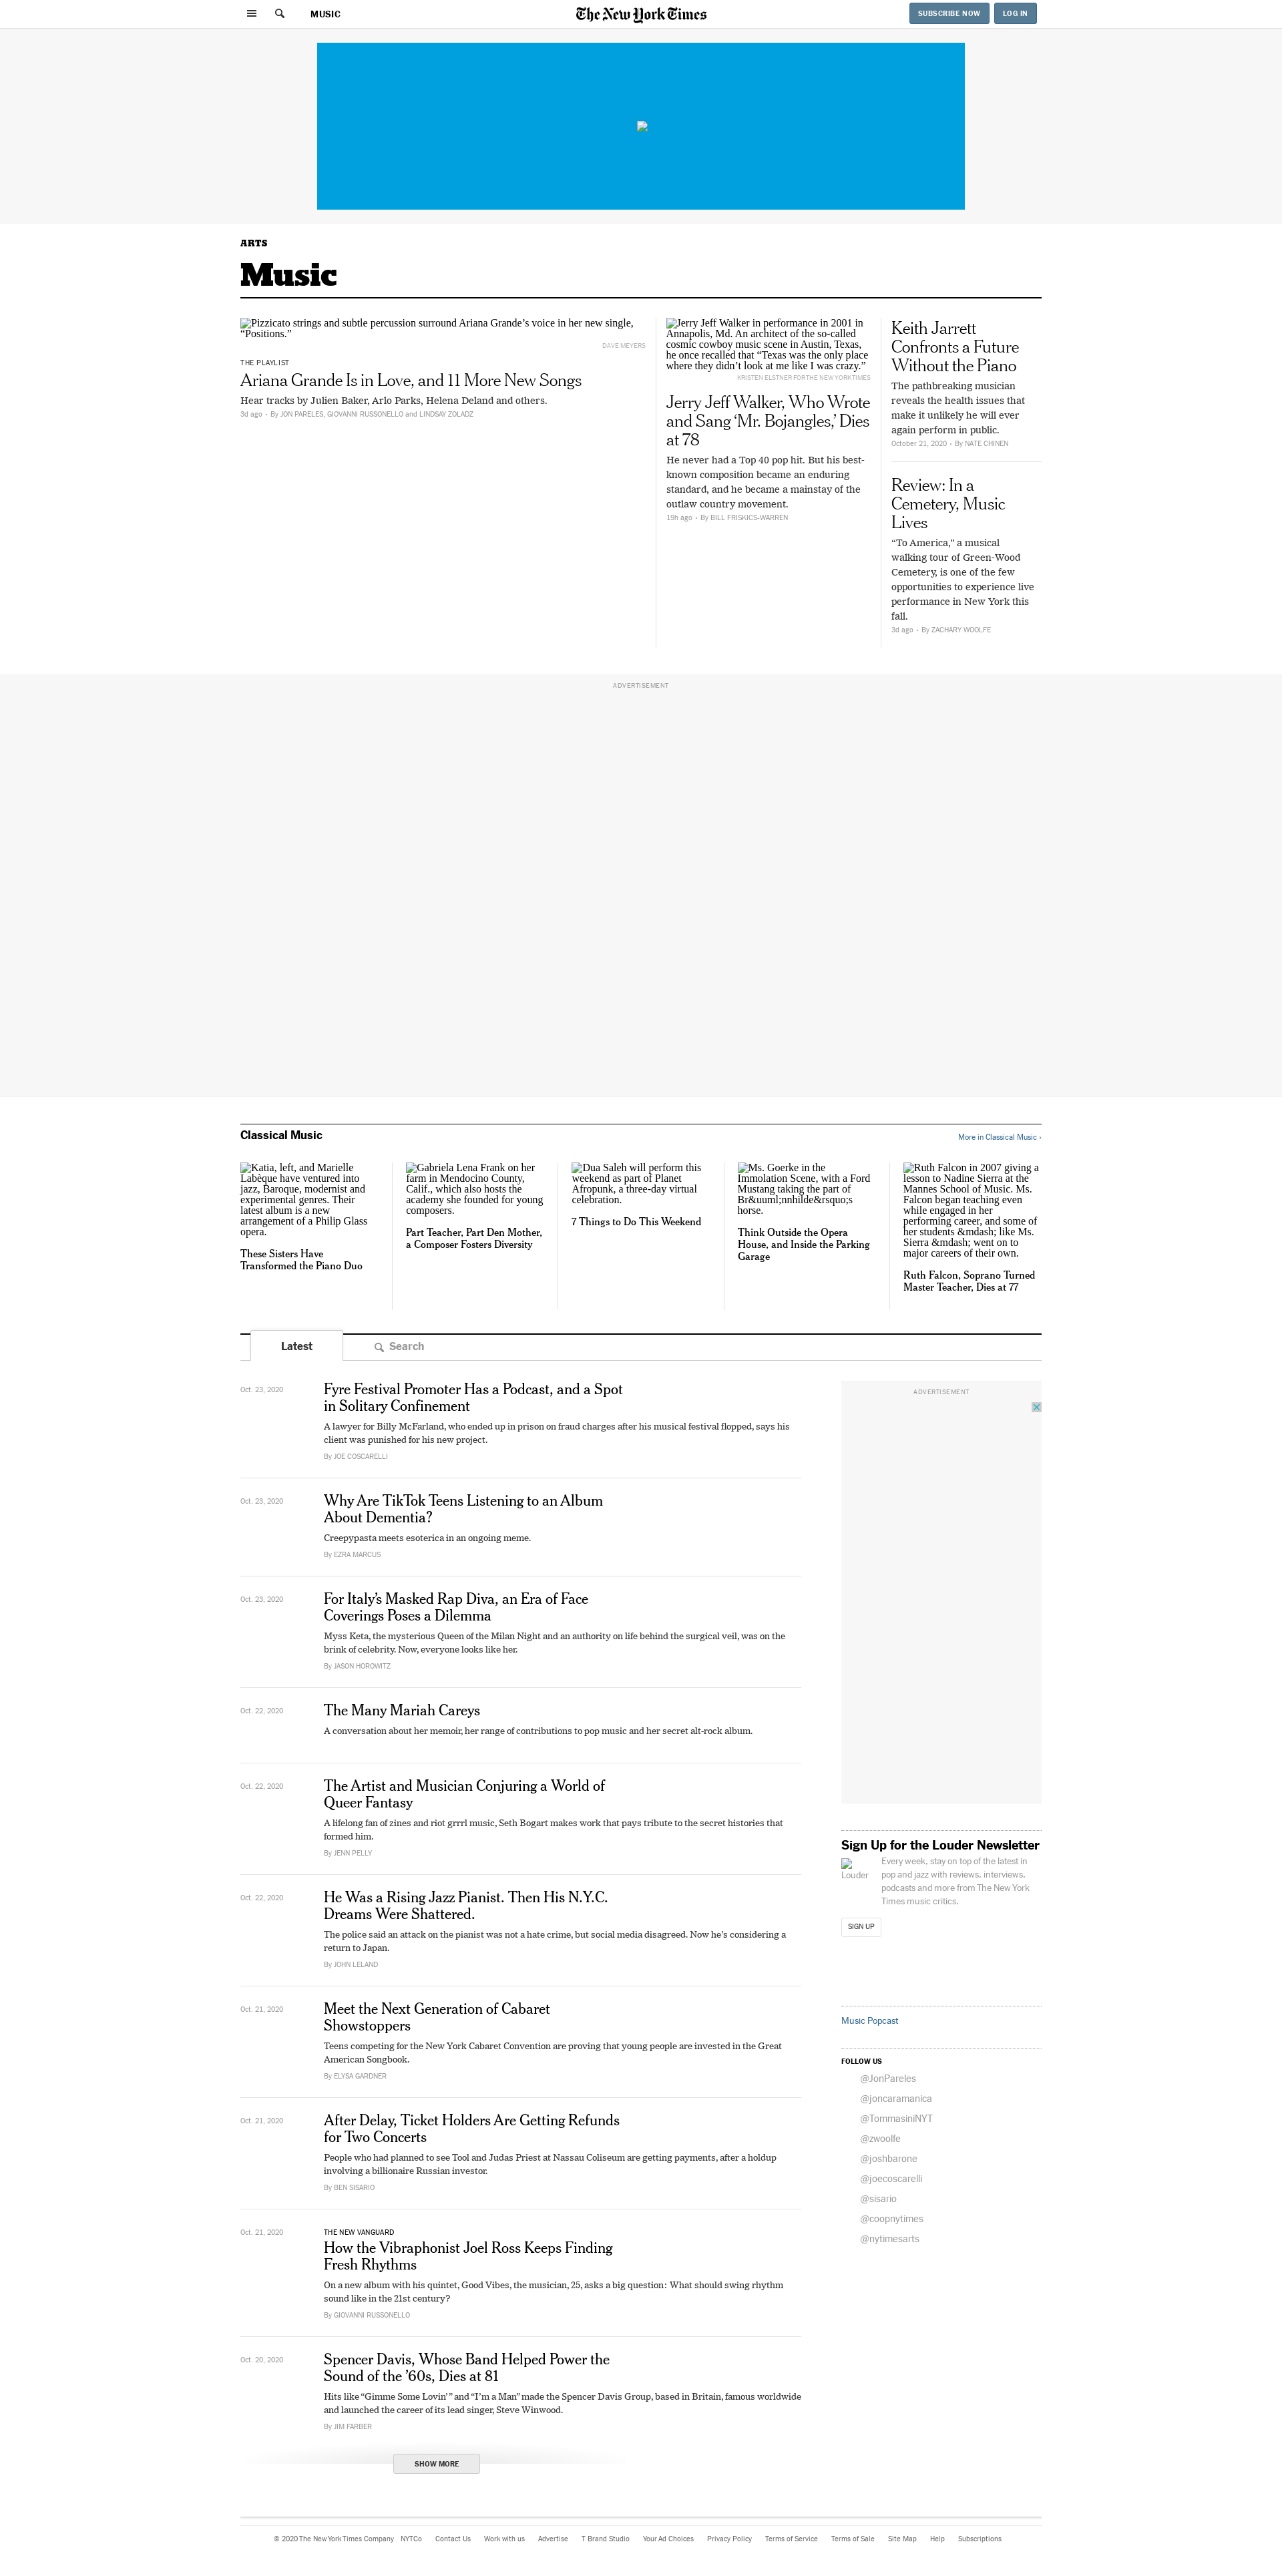 MUSIC
The New York Times
SUBSCRIBE NOW
LOG IN
ARTS
Music
Pizzicato strings and subtle percussion surround Ariana Grande’s voice in her new single,
“Positions.”
DAVE MEYERS
THE PLAYLIST
Ariana Grande Is in Love, and 11 More New Songs
Hear tracks by Julien Baker, Arlo Parks, Helena Deland and others.
3d ago • By JON PARELES, GIOVANNI RUSSONELLO and LINDSAY ZOLADZ
Jerry Jeff Walker in performance in 2001 in
Annapolis, Md. An architect of the so-called
cosmic cowboy music scene in Austin, Texas,
he once recalled that “Texas was the only place
where they didn’t look at me like I was crazy.”
KRISTEN ELSTNER FOR THE NEW YORK TIMES
Jerry Jeff Walker, Who Wrote
and Sang ‘Mr. Bojangles,’ Dies
at 78
He never had a Top 40 pop hit. But his best-
known composition became an enduring
standard, and he became a mainstay of the
outlaw country movement.
19h ago • By BILL FRISKICS-WARREN
Keith Jarrett
Confronts a Future
Without the Piano
The pathbreaking musician
reveals the health issues that
make it unlikely he will ever
again perform in public.
October 21, 2020 • By NATE CHINEN
Review: In a
Cemetery, Music
Lives
“To America,” a musical
walking tour of Green-Wood
Cemetery, is one of the few
opportunities to experience live
performance in New York this
fall.
3d ago • By ZACHARY WOOLFE
ADVERTISEMENT
Classical Music
More in Classical Music ›
Katia, left, and Marielle
Labèque have ventured into
jazz, Baroque, modernist and
experimental genres. Their
latest album is a new
arrangement of a Philip Glass
opera.
These Sisters Have
Transformed the Piano Duo
Gabriela Lena Frank on her
farm in Mendocino County,
Calif., which also hosts the
academy she founded for young
composers.
Part Teacher, Part Den Mother,
a Composer Fosters Diversity
Dua Saleh will perform this
weekend as part of Planet
Afropunk, a three-day virtual
celebration.
7 Things to Do This Weekend
Ms. Goerke in the
Immolation Scene, with a Ford
Mustang taking the part of
Br&uuml;nnhilde&rsquo;s
horse.
Think Outside the Opera
House, and Inside the Parking
Garage
Ruth Falcon in 2007 giving a
lesson to Nadine Sierra at the
Mannes School of Music. Ms.
Falcon began teaching even
while engaged in her
performing career, and some of
her students &mdash; like Ms.
Sierra &mdash; went on to
major careers of their own.
Ruth Falcon, Soprano Turned
Master Teacher, Dies at 77
Latest
Search
Oct. 23, 2020
Fyre Festival Promoter Has a Podcast, and a Spot
in Solitary Confinement
A lawyer for Billy McFarland, who ended up in prison on fraud charges after his musical festival flopped, says his
client was punished for his new project.
By JOE COSCARELLI
Oct. 23, 2020
Why Are TikTok Teens Listening to an Album
About Dementia?
Creepypasta meets esoterica in an ongoing meme.
By EZRA MARCUS
Oct. 23, 2020
For Italy’s Masked Rap Diva, an Era of Face
Coverings Poses a Dilemma
Myss Keta, the mysterious Queen of the Milan Night and an authority on life behind the surgical veil, was on the
brink of celebrity. Now, everyone looks like her.
By JASON HOROWITZ
Oct. 22, 2020
The Many Mariah Careys
A conversation about her memoir, her range of contributions to pop music and her secret alt-rock album.
Oct. 22, 2020
The Artist and Musician Conjuring a World of
Queer Fantasy
A lifelong fan of zines and riot grrrl music, Seth Bogart makes work that pays tribute to the secret histories that
formed him.
By JENN PELLY
Oct. 22, 2020
He Was a Rising Jazz Pianist. Then His N.Y.C.
Dreams Were Shattered.
The police said an attack on the pianist was not a hate crime, but social media disagreed. Now he’s considering a
return to Japan.
By JOHN LELAND
Oct. 21, 2020
Meet the Next Generation of Cabaret
Showstoppers
Teens competing for the New York Cabaret Convention are proving that young people are invested in the Great
American Songbook.
By ELYSA GARDNER
Oct. 21, 2020
After Delay, Ticket Holders Are Getting Refunds
for Two Concerts
People who had planned to see Tool and Judas Priest at Nassau Coliseum are getting payments, after a holdup
involving a billionaire Russian investor.
By BEN SISARIO
Oct. 21, 2020
THE NEW VANGUARD
How the Vibraphonist Joel Ross Keeps Finding
Fresh Rhythms
On a new album with his quintet, Good Vibes, the musician, 25, asks a big question: What should swing rhythm
sound like in the 21st century?
By GIOVANNI RUSSONELLO
Oct. 20, 2020
Spencer Davis, Whose Band Helped Power the
Sound of the ’60s, Dies at 81
Hits like “Gimme Some Lovin’ ” and “I’m a Man” made the Spencer Davis Group, based in Britain, famous worldwide
and launched the career of its lead singer, Steve Winwood.
By JIM FARBER
SHOW MORE
ADVERTISEMENT
Sign Up for the Louder Newsletter
Louder
Every week, stay on top of the latest in
pop and jazz with reviews, interviews,
podcasts and more from The New York
Times music critics.
SIGN UP
Music Popcast
FOLLOW US
@JonPareles
@joncaramanica
@TommasiniNYT
@zwoolfe
@joshbarone
@joecoscarelli
@sisario
@coopnytimes
@nytimesarts
© 2020 The New York Times Company NYTCo Contact Us Work with us Advertise T Brand Studio Your Ad Choices Privacy Policy Terms of Service Terms of Sale Site Map Help Subscriptions